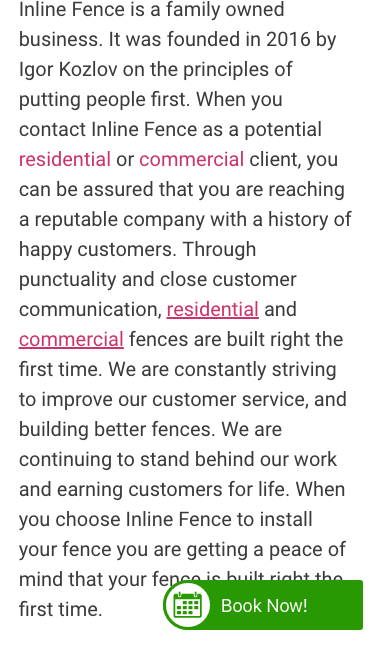 Inline Fence is a family owned
business. It was founded in 2016 by
Igor Kozlov on the principles of
putting people first. When you
contact Inline Fence as a potential
residential or commercial client, you
can be assured that you are reaching
a reputable company with a history of
happy customers. Through
punctuality and close customer
communication, residential and
commercial fences are built right the
first time. We are constantly striving
to improve our customer service, and
building better fences. We are
continuing to stand behind our work
and earning customers for life. When
you choose Inline Fence to install
your fence you are getting a peace of
mind that your fence is built right the
first time.
Book Now!